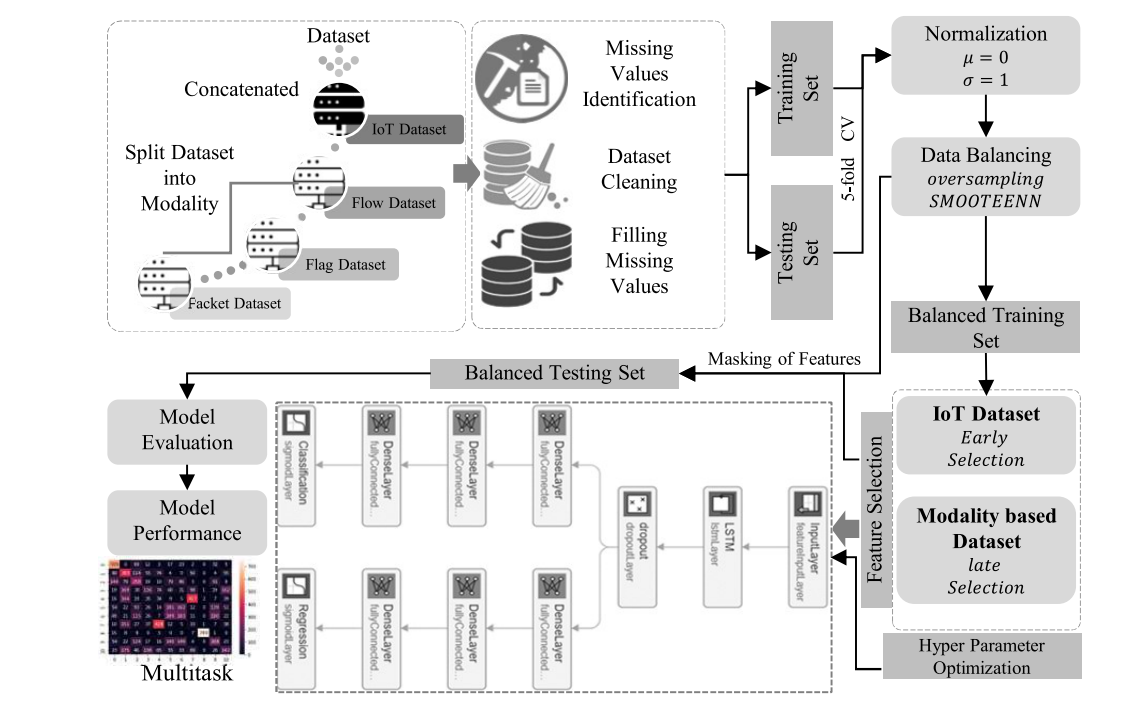 Dataset
Concatenated
IoT Dataset
Split Dataset
into
Modality
Flow Dataset
Flag Dataset
Packet Dataset
Missing
Values
Identification
Dataset
Cleaning
Filling
Missing
Values
Training
Set
Testing
Set
5-fold CV
Normalization
μ = 0
σ = 1
Data Balancing
oversampling
SMOOTEENN
Balanced Training
Set
Masking of Features
Balanced Testing Set
IoT Dataset
Early
Selection
Modality based
Dataset
late
Selection
Feature Selection
Hyper Parameter
Optimization
Model
Evaluation
Model
Performance
Multitask
Classification
sigmoidLayer
DenseLayer
fullyConnected...
DenseLayer
fullyConnected...
DenseLayer
fullyConnected...
dropout
dropoutLayer
LSTM
lstmLayer
InputLayer
featureInputLayer
Regression
sigmoidLayer
DenseLayer
fullyConnected...
DenseLayer
fullyConnected...
DenseLayer
fullyConnected...